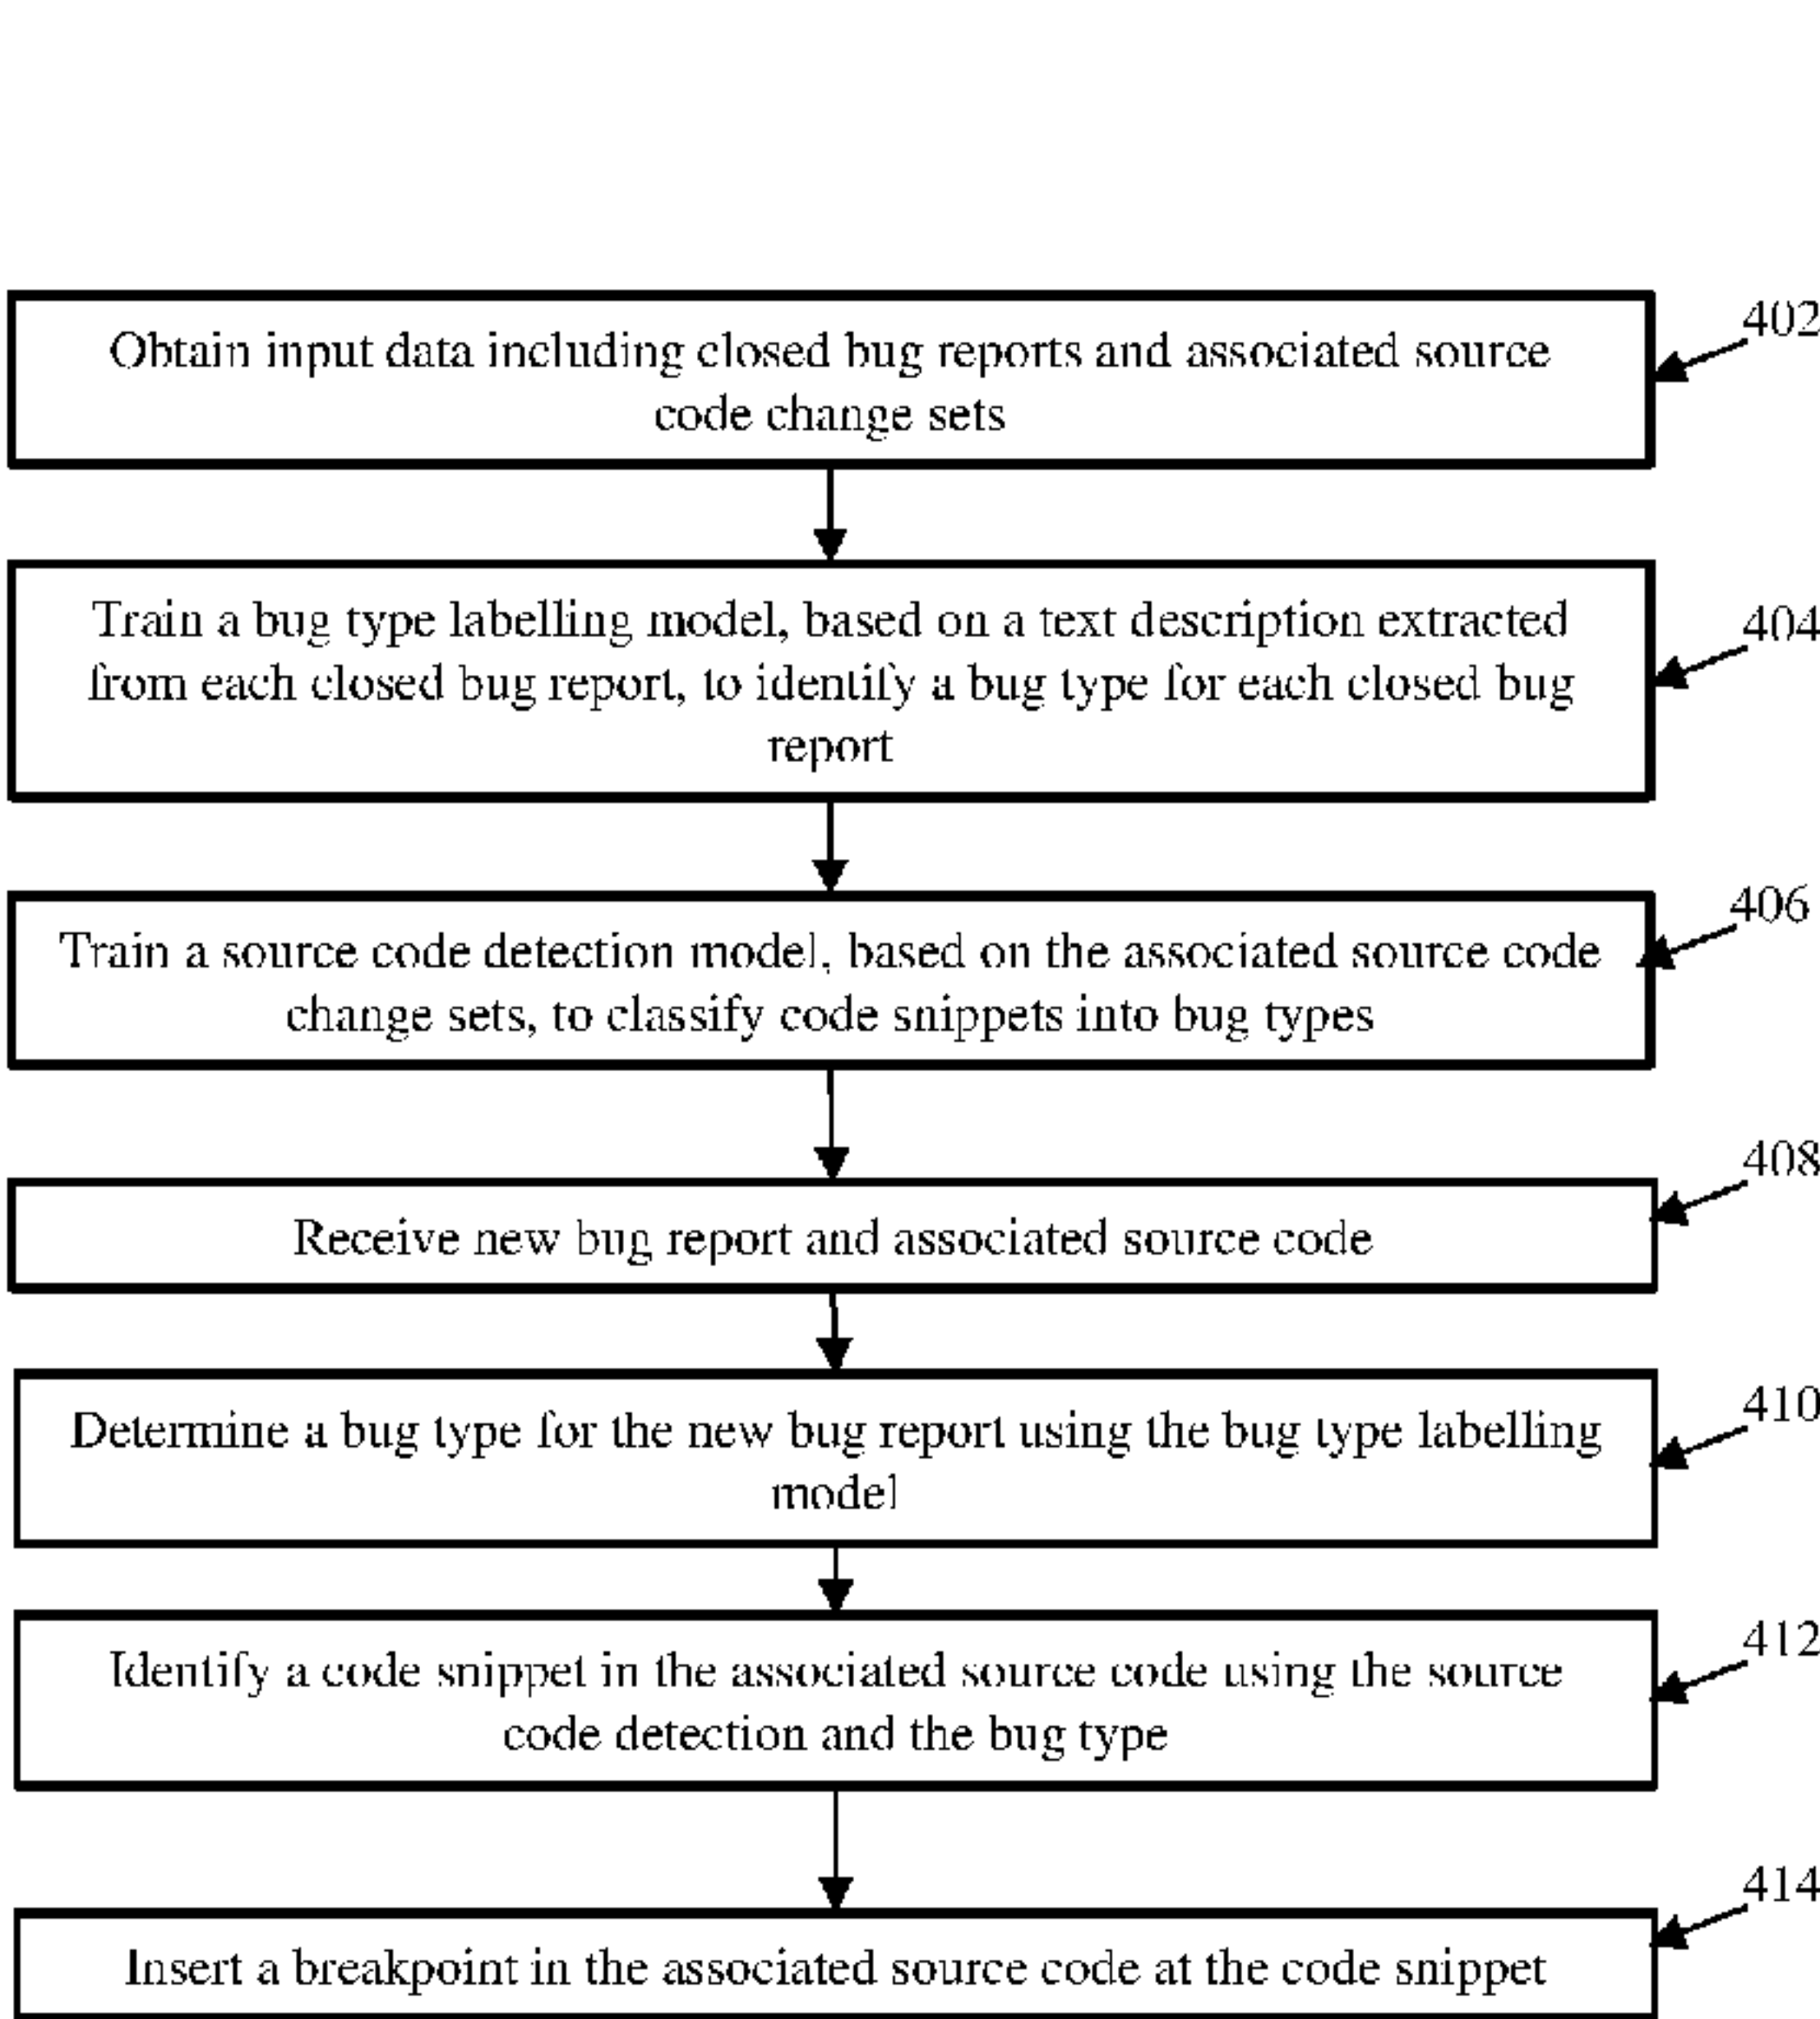 402
Obtain input data including closed bug reports and associated source
code change sets
404
Train a bug type labelling model, based on a text description extracted
from each closed bug report, to identify a bug type for each closed bug
report
406
Train a source code detection model, based on the associated source code
change sets, to classify code snippets into bug types
408
Receive new bug report and associated source code
410
Determine a bug type for the new bug report using the bug type labelling
model
412
Identify a code snippet in the associated source code using the source
code detection and the bug type
414
Insert a breakpoint in the associated source code at the code snippet